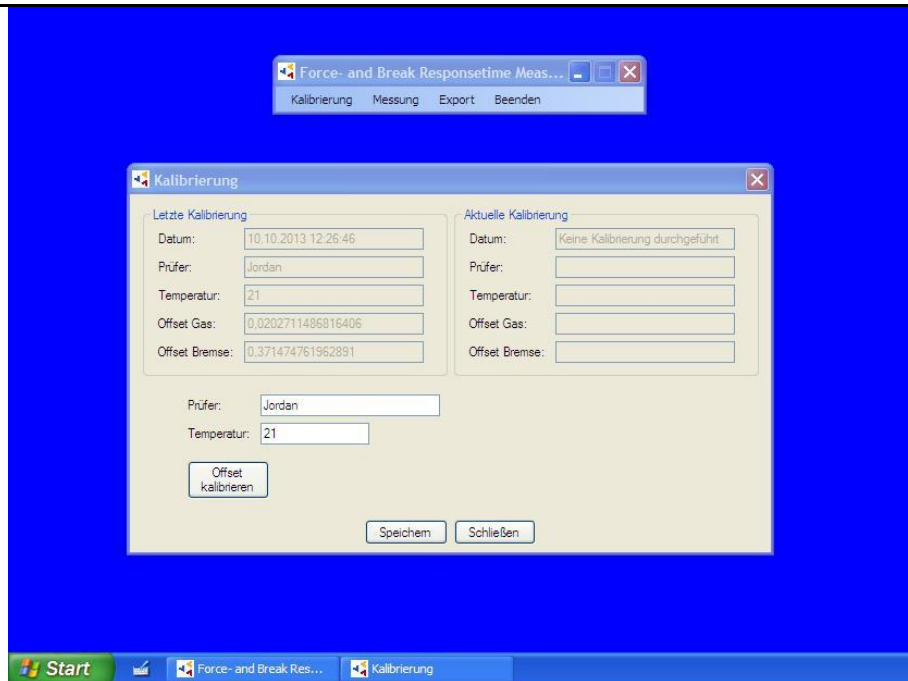 Force- and Break Responsetime Meas...
Kalibrierung Messung Export Beenden
Kalibrierung
Letzte Kalibrierung
Datum: 10.10.2013 12:26:46
Prüfer: Jordan
Temperatur: 21
Offset Gas: 0,0202711486816406
Offset Bremse: 0,371474761962891
Aktuelle Kalibrierung
Datum: Keine Kalibrierung durchgeführt
Prüfer:
Temperatur:
Offset Gas:
Offset Bremse:
Prüfer: Jordan
Temperatur: 21
Offset
kalibrieren
Speichern Schließen
Start Force- and Break Res... Kalibrierung